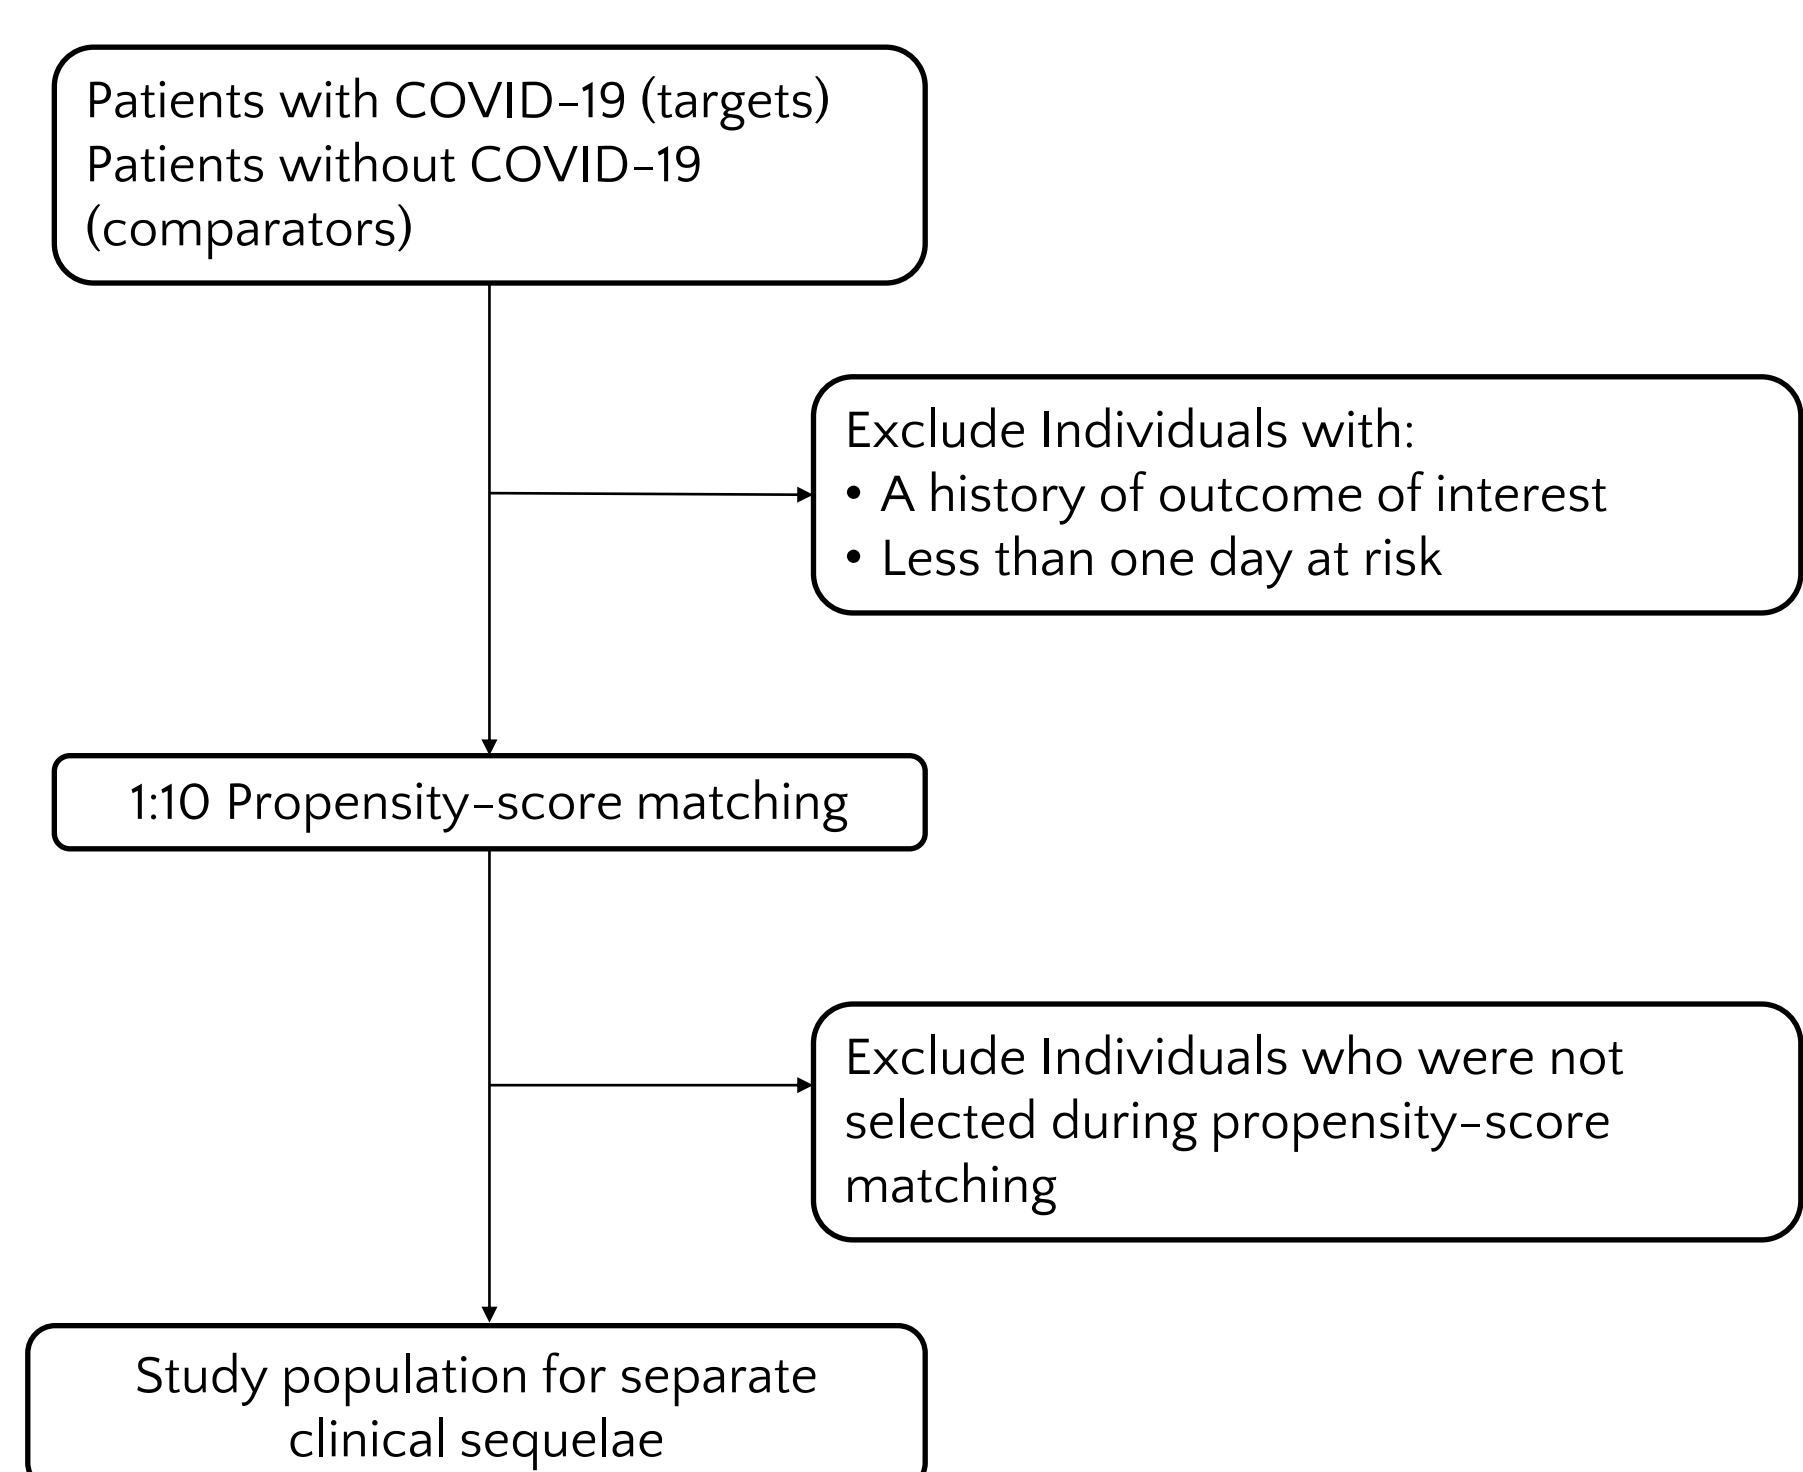 Patients with COVID-19 (targets)
Patients without COVID-19
(comparators)
Exclude Individuals with:
• A history of outcome of interest
• Less than one day at risk
1:10 Propensity-score matching
Exclude Individuals who were not
selected during propensity-score
matching
Study population for separate
clinical sequelae